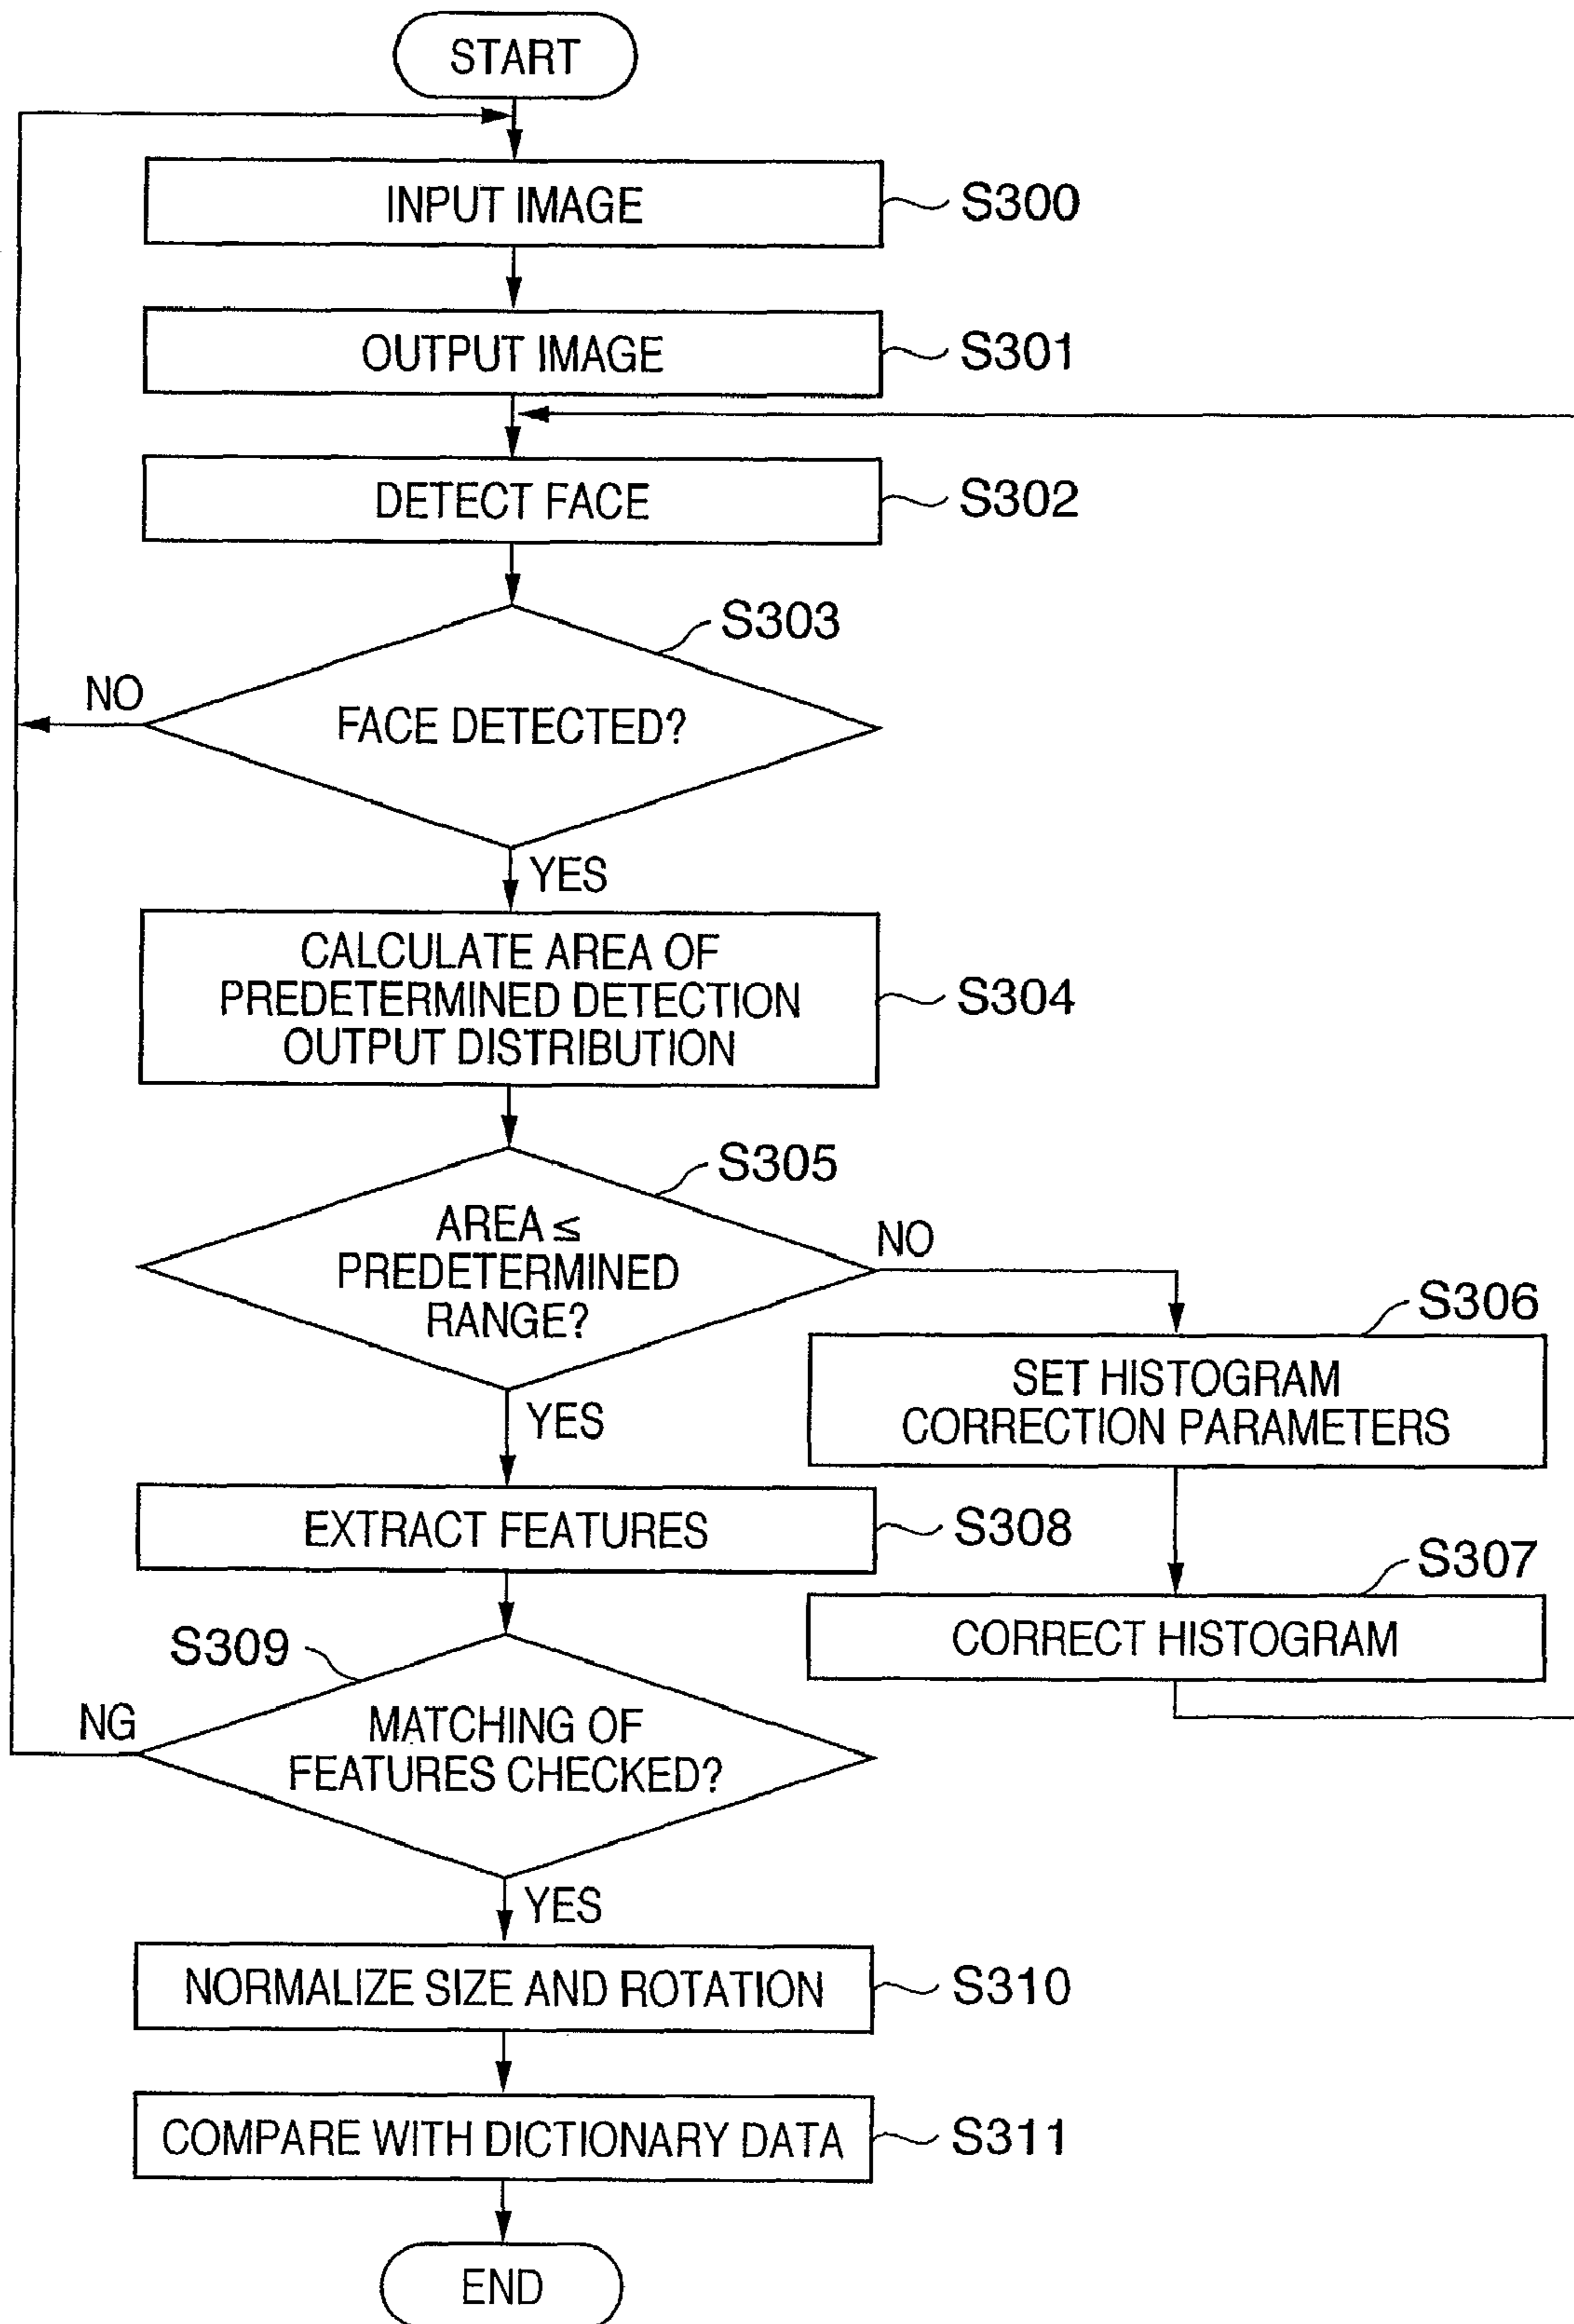 START
INPUT IMAGE
S300
OUTPUT IMAGE
S301
DETECT FACE
S302
S303
NO
FACE DETECTED?
YES
CALCULATE AREA OF
PREDETERMINED DETECTION
OUTPUT DISTRIBUTION
S304
S305
AREA ≤
PREDETERMINED
RANGE?
NO
S306
SET HISTOGRAM
CORRECTION PARAMETERS
YES
EXTRACT FEATURES
S308
S307
CORRECT HISTOGRAM
S309
NG
MATCHING OF
FEATURES CHECKED?
YES
NORMALIZE SIZE AND ROTATION
S310
COMPARE WITH DICTIONARY DATA
S311
END